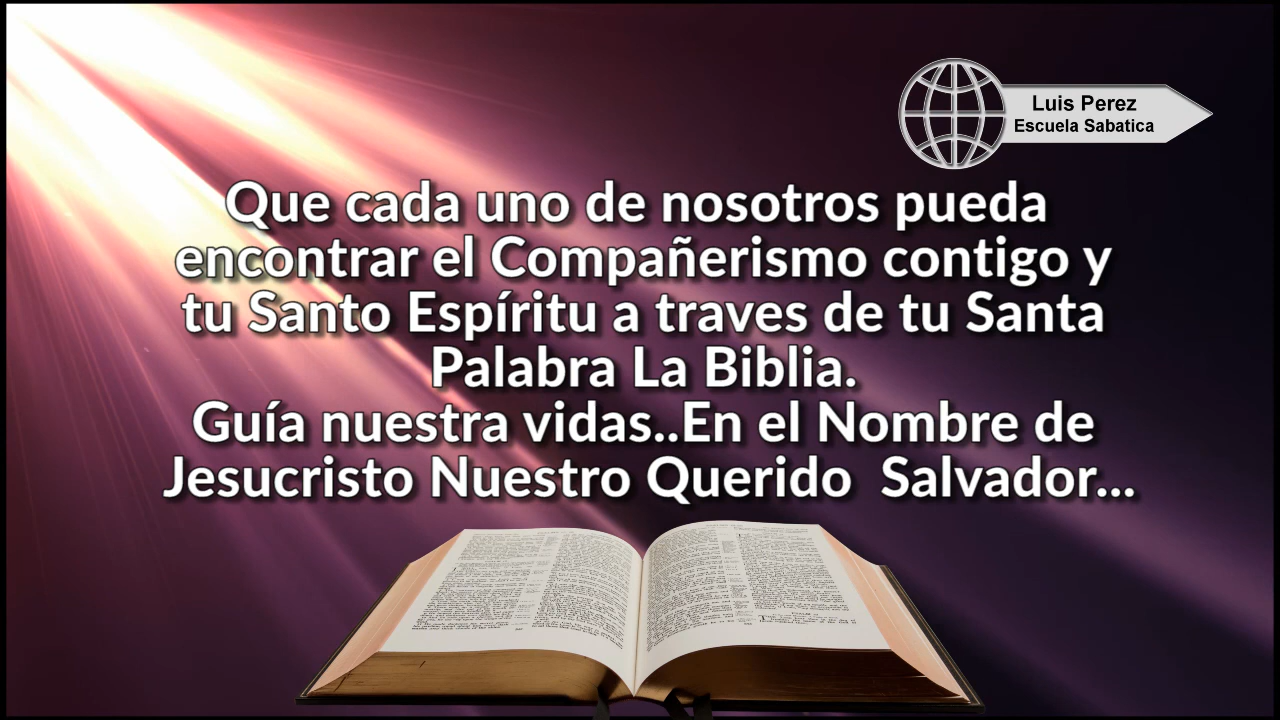 Luis Perez
Escuela Sabatica
Que cada uno de nosotros pueda
encontrar el Compañerismo contigo y
tu Santo Espíritu a traves de tu Santa
Palabra La Biblia.
Guía nuestra vidas..En el Nombre de
Jesucristo Nuestro Querido  Salvador...